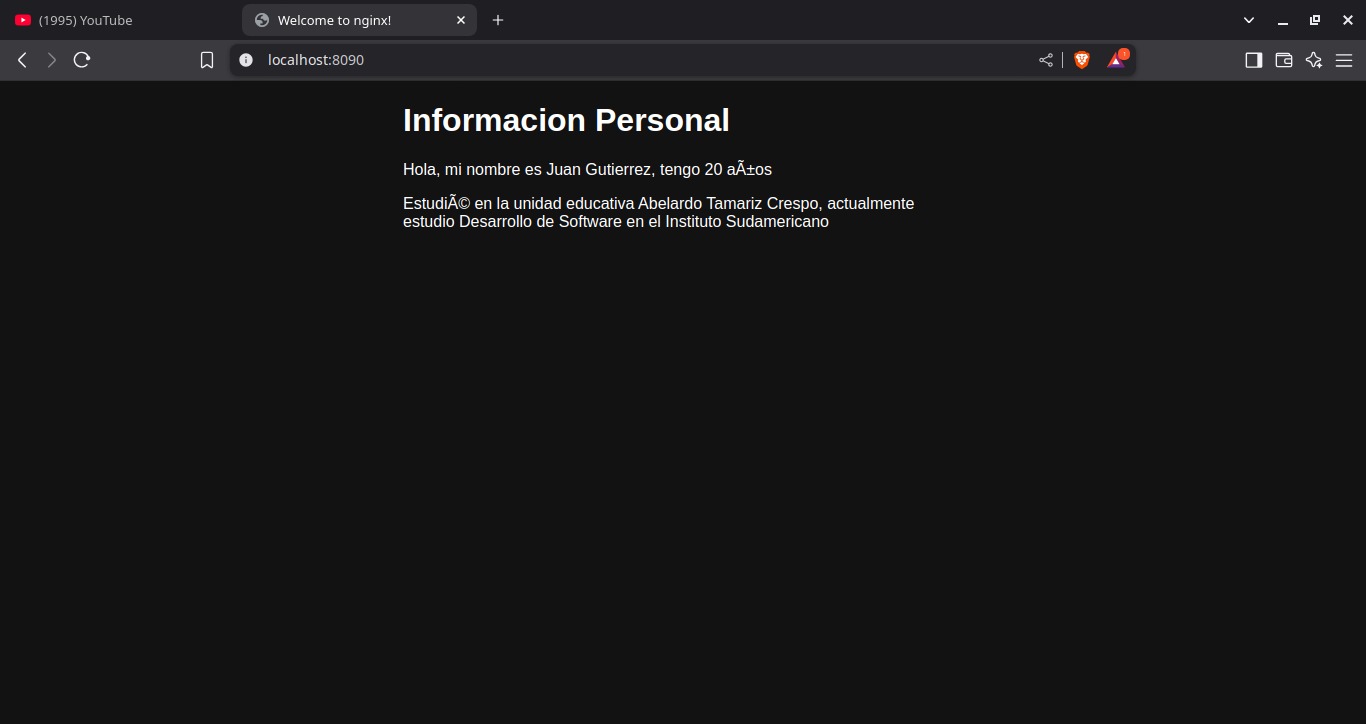 (1995) YouTube
Welcome to nginx!
localhost:8090
Informacion Personal
Hola, mi nombre es Juan Gutierrez, tengo 20 aÃ±os
EstudiÃ© en la unidad educativa Abelardo Tamariz Crespo, actualmente
estudio Desarrollo de Software en el Instituto Sudamericano